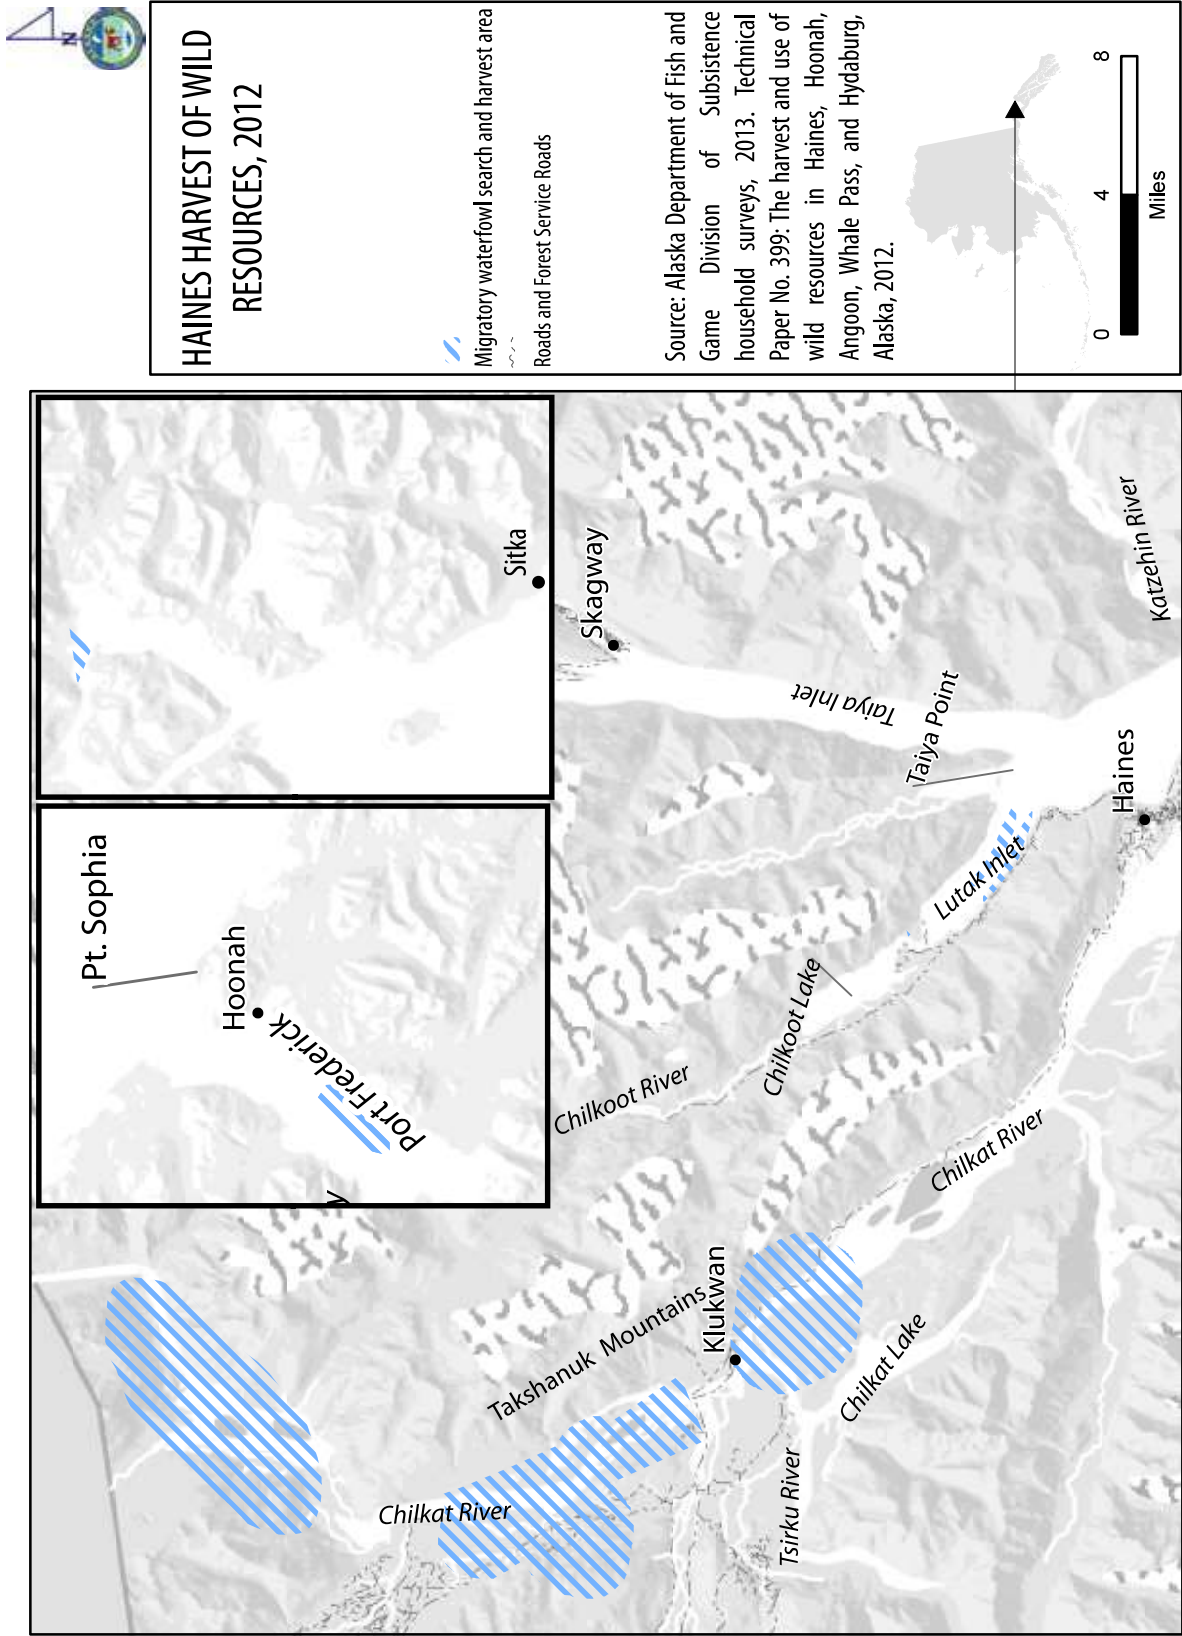 HAINES HARVEST OF WILD
RESOURCES, 2012
Migratory waterfowl search and harvest area
Roads and Forest Service Roads
Source: Alaska Department of Fish and
Game Division of Subsistence
household surveys, 2013. Technical
Paper No. 399: The harvest and use of
wild resources in Haines, Hoonah,
Angoon, Whale Pass, and Hydaburg,
Alaska, 2012.
0 4 8
Miles
N
Pt. Sophia
Hoonah
Port Frederick
Sitka
Skagway
Taiya Inlet
Taiya Point
Katzehin River
Haines
Lutak Inlet
Chilkoot Lake
Chilkoot River
Chilkat River
Takshanuk Mountains
Klukwan
Chilkat Lake
Tsirku River
Chilkat River